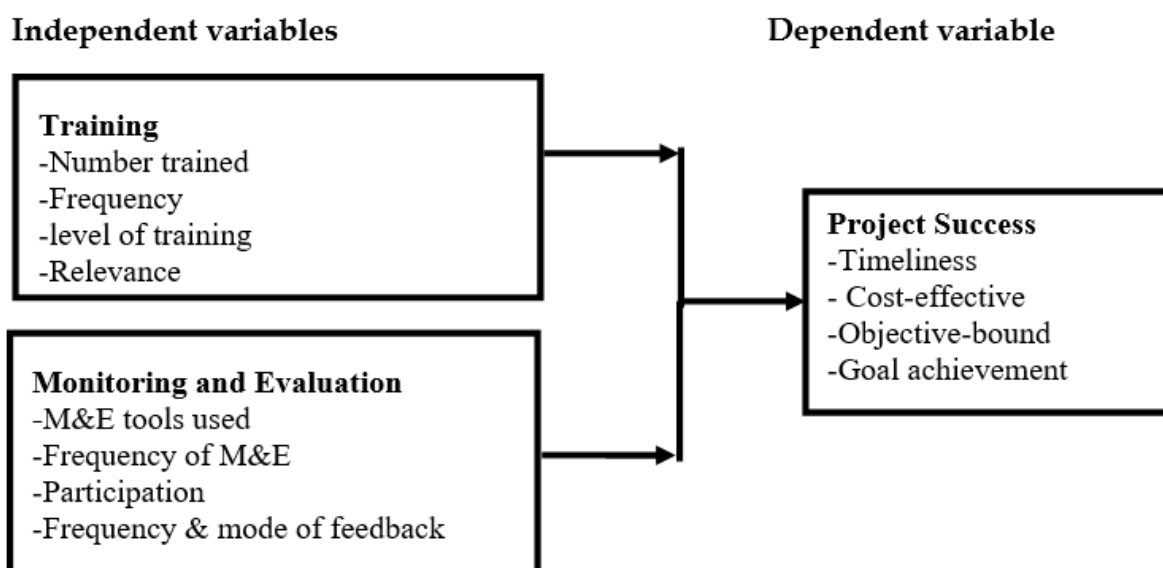 Independent variables
Dependent variable
Training
-Number trained
-Frequency
-level of training
-Relevance
Monitoring and Evaluation
-M&E tools used
-Frequency of M&E
-Participation
-Frequency & mode of feedback
Project Success
-Timeliness
- Cost-effective
-Objective-bound
-Goal achievement